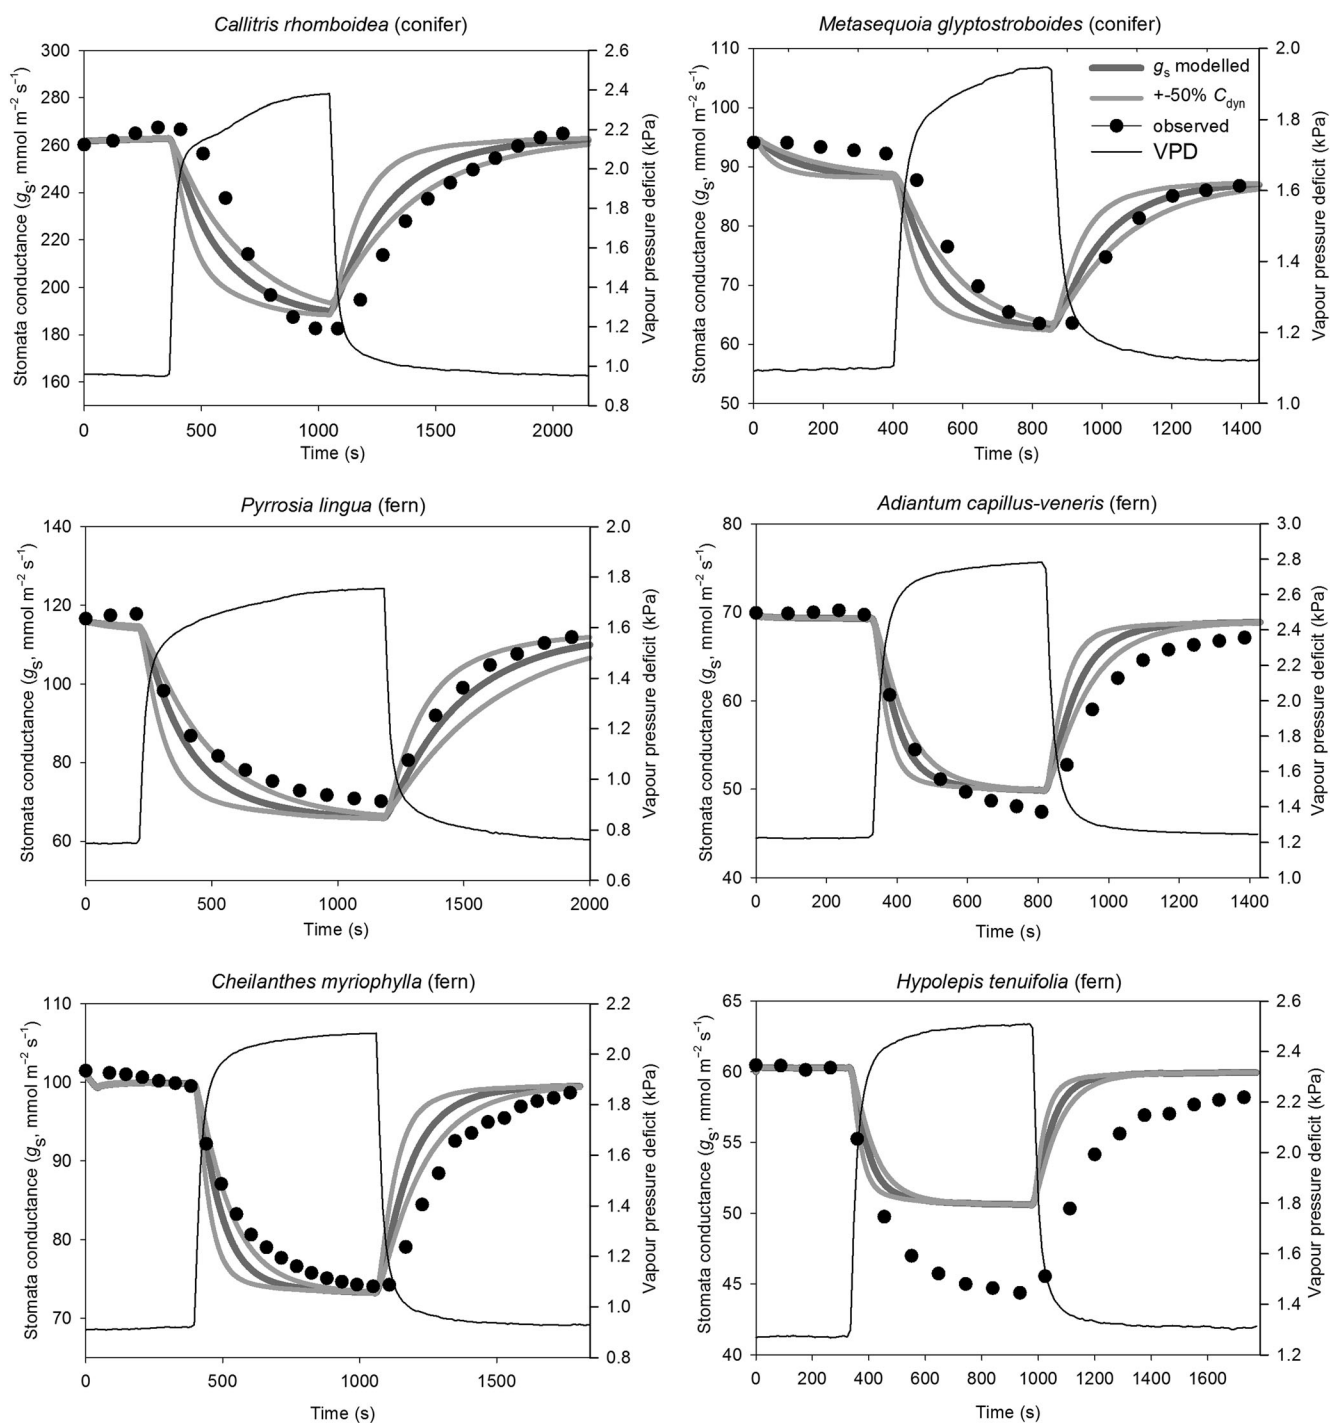 Callitris rhomboidea (conifer)
300
280
260
240
220
200
180
160
Stomata conductance (gs, mmol m−2 s−1)
2.6
2.4
2.2
2.0
1.8
1.6
1.4
1.2
1.0
0.8
Vapour pressure deficit (kPa)
0 500 1000 1500 2000
Time (s)
Metasequoia glyptostroboides (conifer)
110
100
90
80
70
60
50
Stomata conductance (gs, mmol m−2 s−1)
gs modelled
+-50% Cdyn
observed
VPD
2.0
1.8
1.6
1.4
1.2
1.0
Vapour pressure deficit (kPa)
0 200 400 600 800 1000 1200 1400
Time (s)
Pyrrosia lingua (fern)
140
120
100
80
60
Stomata conductance (gs, mmol m−2 s−1)
2.0
1.8
1.6
1.4
1.2
1.0
0.8
0.6
Vapour pressure deficit (kPa)
0 500 1000 1500 2000
Time (s)
Adiantum capillus-veneris (fern)
80
70
60
50
40
Stomata conductance (gs, mmol m−2 s−1)
3.0
2.8
2.6
2.4
2.2
2.0
1.8
1.6
1.4
1.2
1.0
Vapour pressure deficit (kPa)
0 200 400 600 800 1000 1200 1400
Time (s)
Cheilanthes myriophylla (fern)
110
100
90
80
70
Stomata conductance (gs, mmol m−2 s−1)
2.2
2.0
1.8
1.6
1.4
1.2
1.0
0.8
Vapour pressure deficit (kPa)
0 500 1000 1500
Time (s)
Hypolepis tenuifolia (fern)
65
60
55
50
45
40
Stomata conductance (gs, mmol m−2 s−1)
2.6
2.4
2.2
2.0
1.8
1.6
1.4
1.2
Vapour pressure deficit (kPa)
0 200 400 600 800 1000 1200 1400 1600
Time (s)